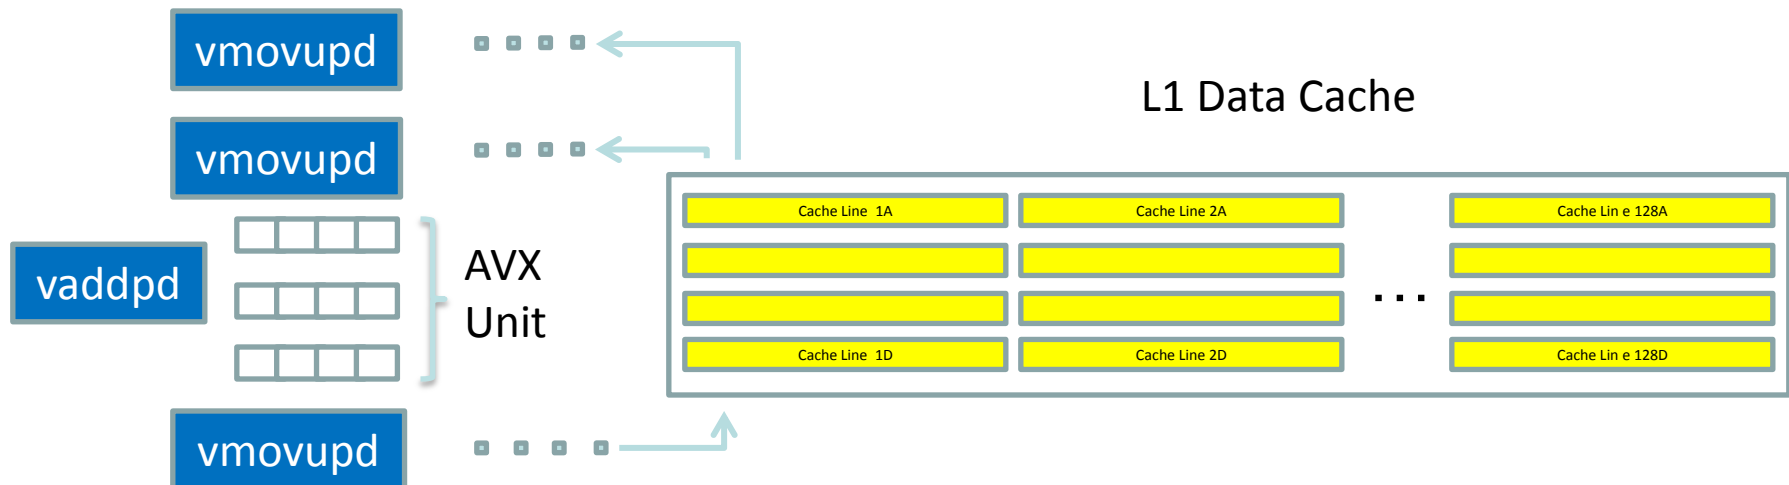 vmovupd
L1 Data Cache
vmovupd
Cache Line 1A
Cache Line 2A
Cache Lin e 128A
vaddpd
AVX
Unit
...
Cache Line 1D
Cache Line 2D
Cache Lin e 128D
vmovupd